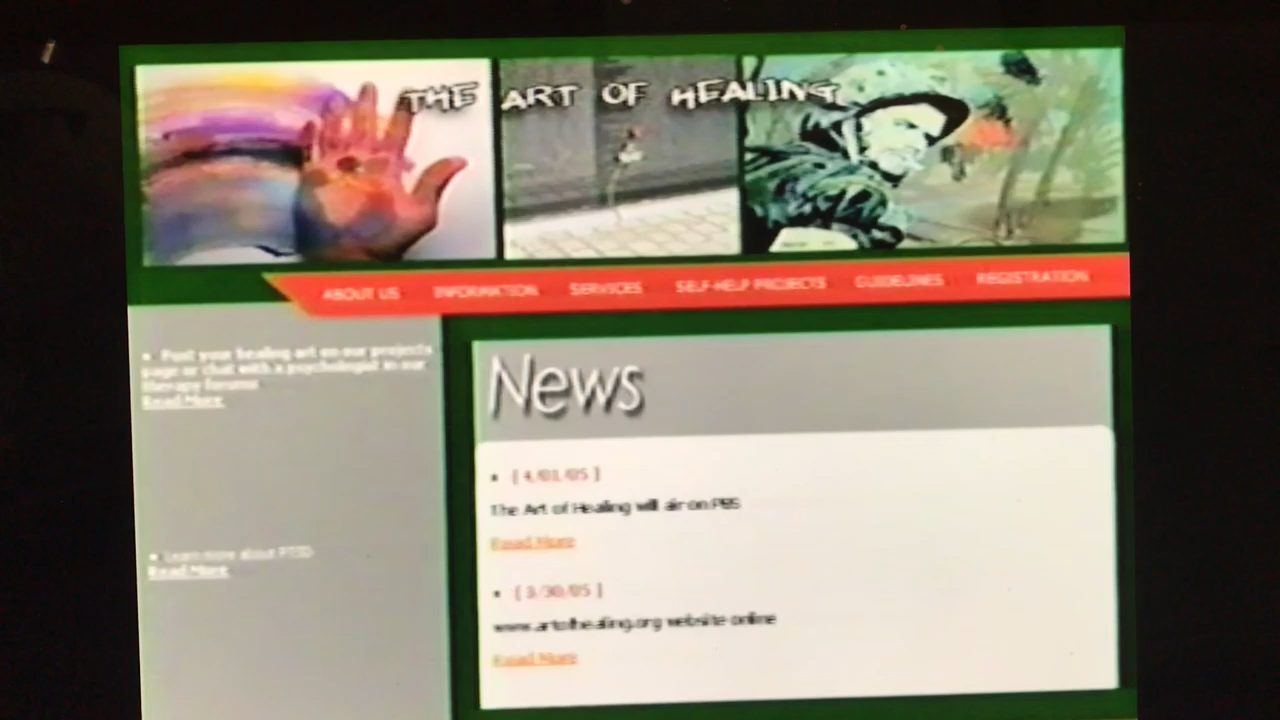 THE ART OF HEALING
ABOUT US INFORMATION SERVICES SELF-HELP PROJECTS GUIDELINES REGISTRATION
• Post your healing art on our projects
page or chat with a psychologist in our
therapy forums
Read More
• Learn more about PTSD
Read More
News
• [ 4/01/05 ]
The Art of Healing will air on PBS
Read More
• [ 3/30/05 ]
www.artofhealing.org website online
Read More